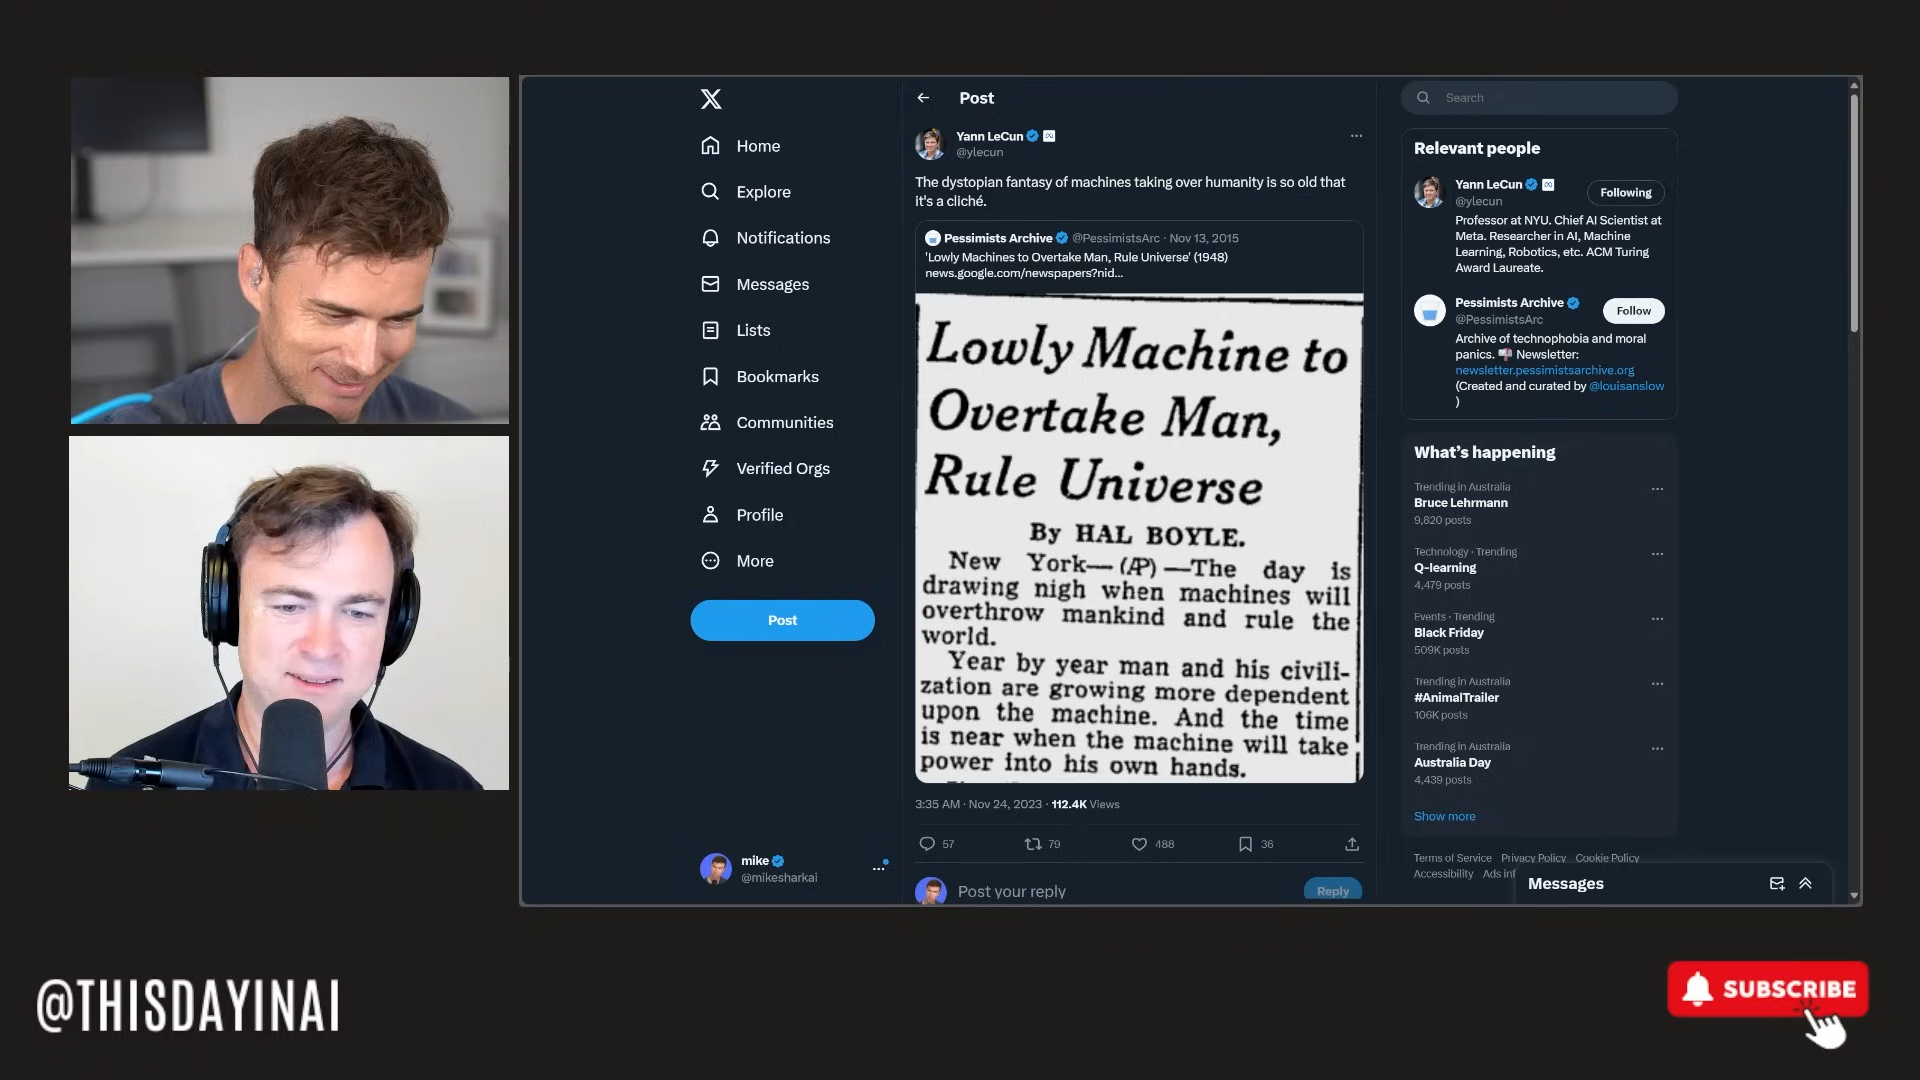 Home
Explore
Notifications
Messages
Lists
Bookmarks
Communities
Verified Orgs
Profile
More
Post
mike
@mikesharkai
Post
Yann LeCun
@ylecun
The dystopian fantasy of machines taking over humanity is so old that
it's a cliché.
Pessimists Archive @PessimistsArc · Nov 13, 2015
'Lowly Machines to Overtake Man, Rule Universe' (1948)
news.google.com/newspapers?nid...
Lowly Machine to
Overtake Man,
Rule Universe
By HAL BOYLE.
New York—(AP)—The day is
drawing nigh when machines will
overthrow mankind and rule the
world.
Year by year man and his civili-
zation are growing more dependent
upon the machine. And the time
is near when the machine will take
power into his own hands.
3:35 AM · Nov 24, 2023 · 112.4K Views
57 79 488 36
Post your reply
Reply
Search
Relevant people
Yann LeCun
@ylecun
Following
Professor at NYU. Chief AI Scientist at
Meta. Researcher in AI, Machine
Learning, Robotics, etc. ACM Turing
Award Laureate.
Pessimists Archive
@PessimistsArc
Follow
Archive of technophobia and moral
panics. Newsletter:
newsletter.pessimistsarchive.org
(Created and curated by @louisanslow
)
What's happening
Trending in Australia
Bruce Lehrmann
9,820 posts
Technology · Trending
Q-learning
4,479 posts
Events · Trending
Black Friday
509K posts
Trending in Australia
#AnimalTrailer
106K posts
Trending in Australia
Australia Day
4,439 posts
Show more
Terms of Service Privacy Policy Cookie Policy
Accessibility Ads
Messages
@THISDAYINAI
SUBSCRIBE